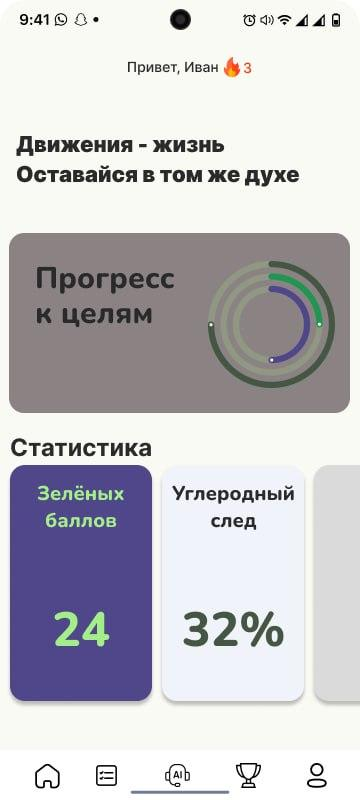 9:41
Привет, Иван 🔥3
Движения - жизнь
Оставайся в том же духе
Прогресс
к целям
Статистика
Зелёных
баллов
24
Углеродный
след
32%
AI